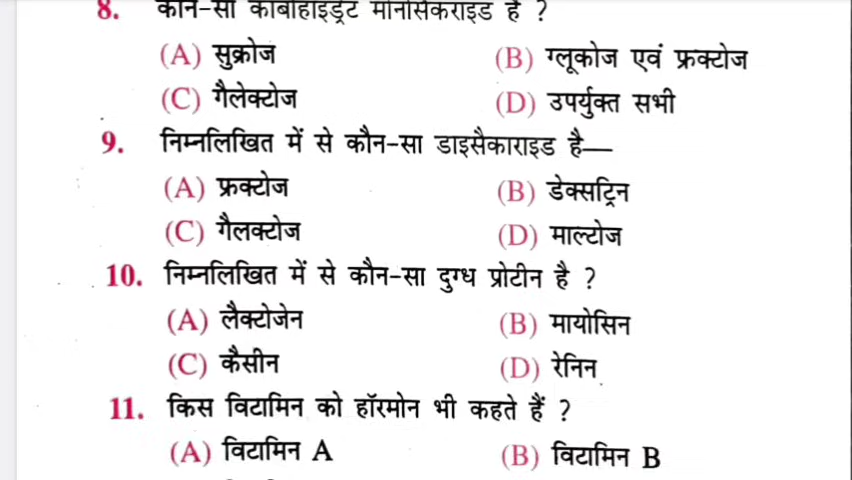 8. कौन-सा कार्बोहाइड्रेट मोनोसैकराइड है ?
(A) सुक्रोज (B) ग्लूकोज एवं फ्रक्टोज
(C) गैलेक्टोज (D) उपर्युक्त सभी
9. निम्नलिखित में से कौन-सा डाइसैकाराइड है—
(A) फ्रक्टोज (B) डेक्सट्रिन
(C) गैलक्टोज (D) माल्टोज
10. निम्नलिखित में से कौन-सा दुग्ध प्रोटीन है ?
(A) लैक्टोजेन (B) मायोसिन
(C) कैसीन (D) रेनिन
11. किस विटामिन को हॉरमोन भी कहते हैं ?
(A) विटामिन A (B) विटामिन B